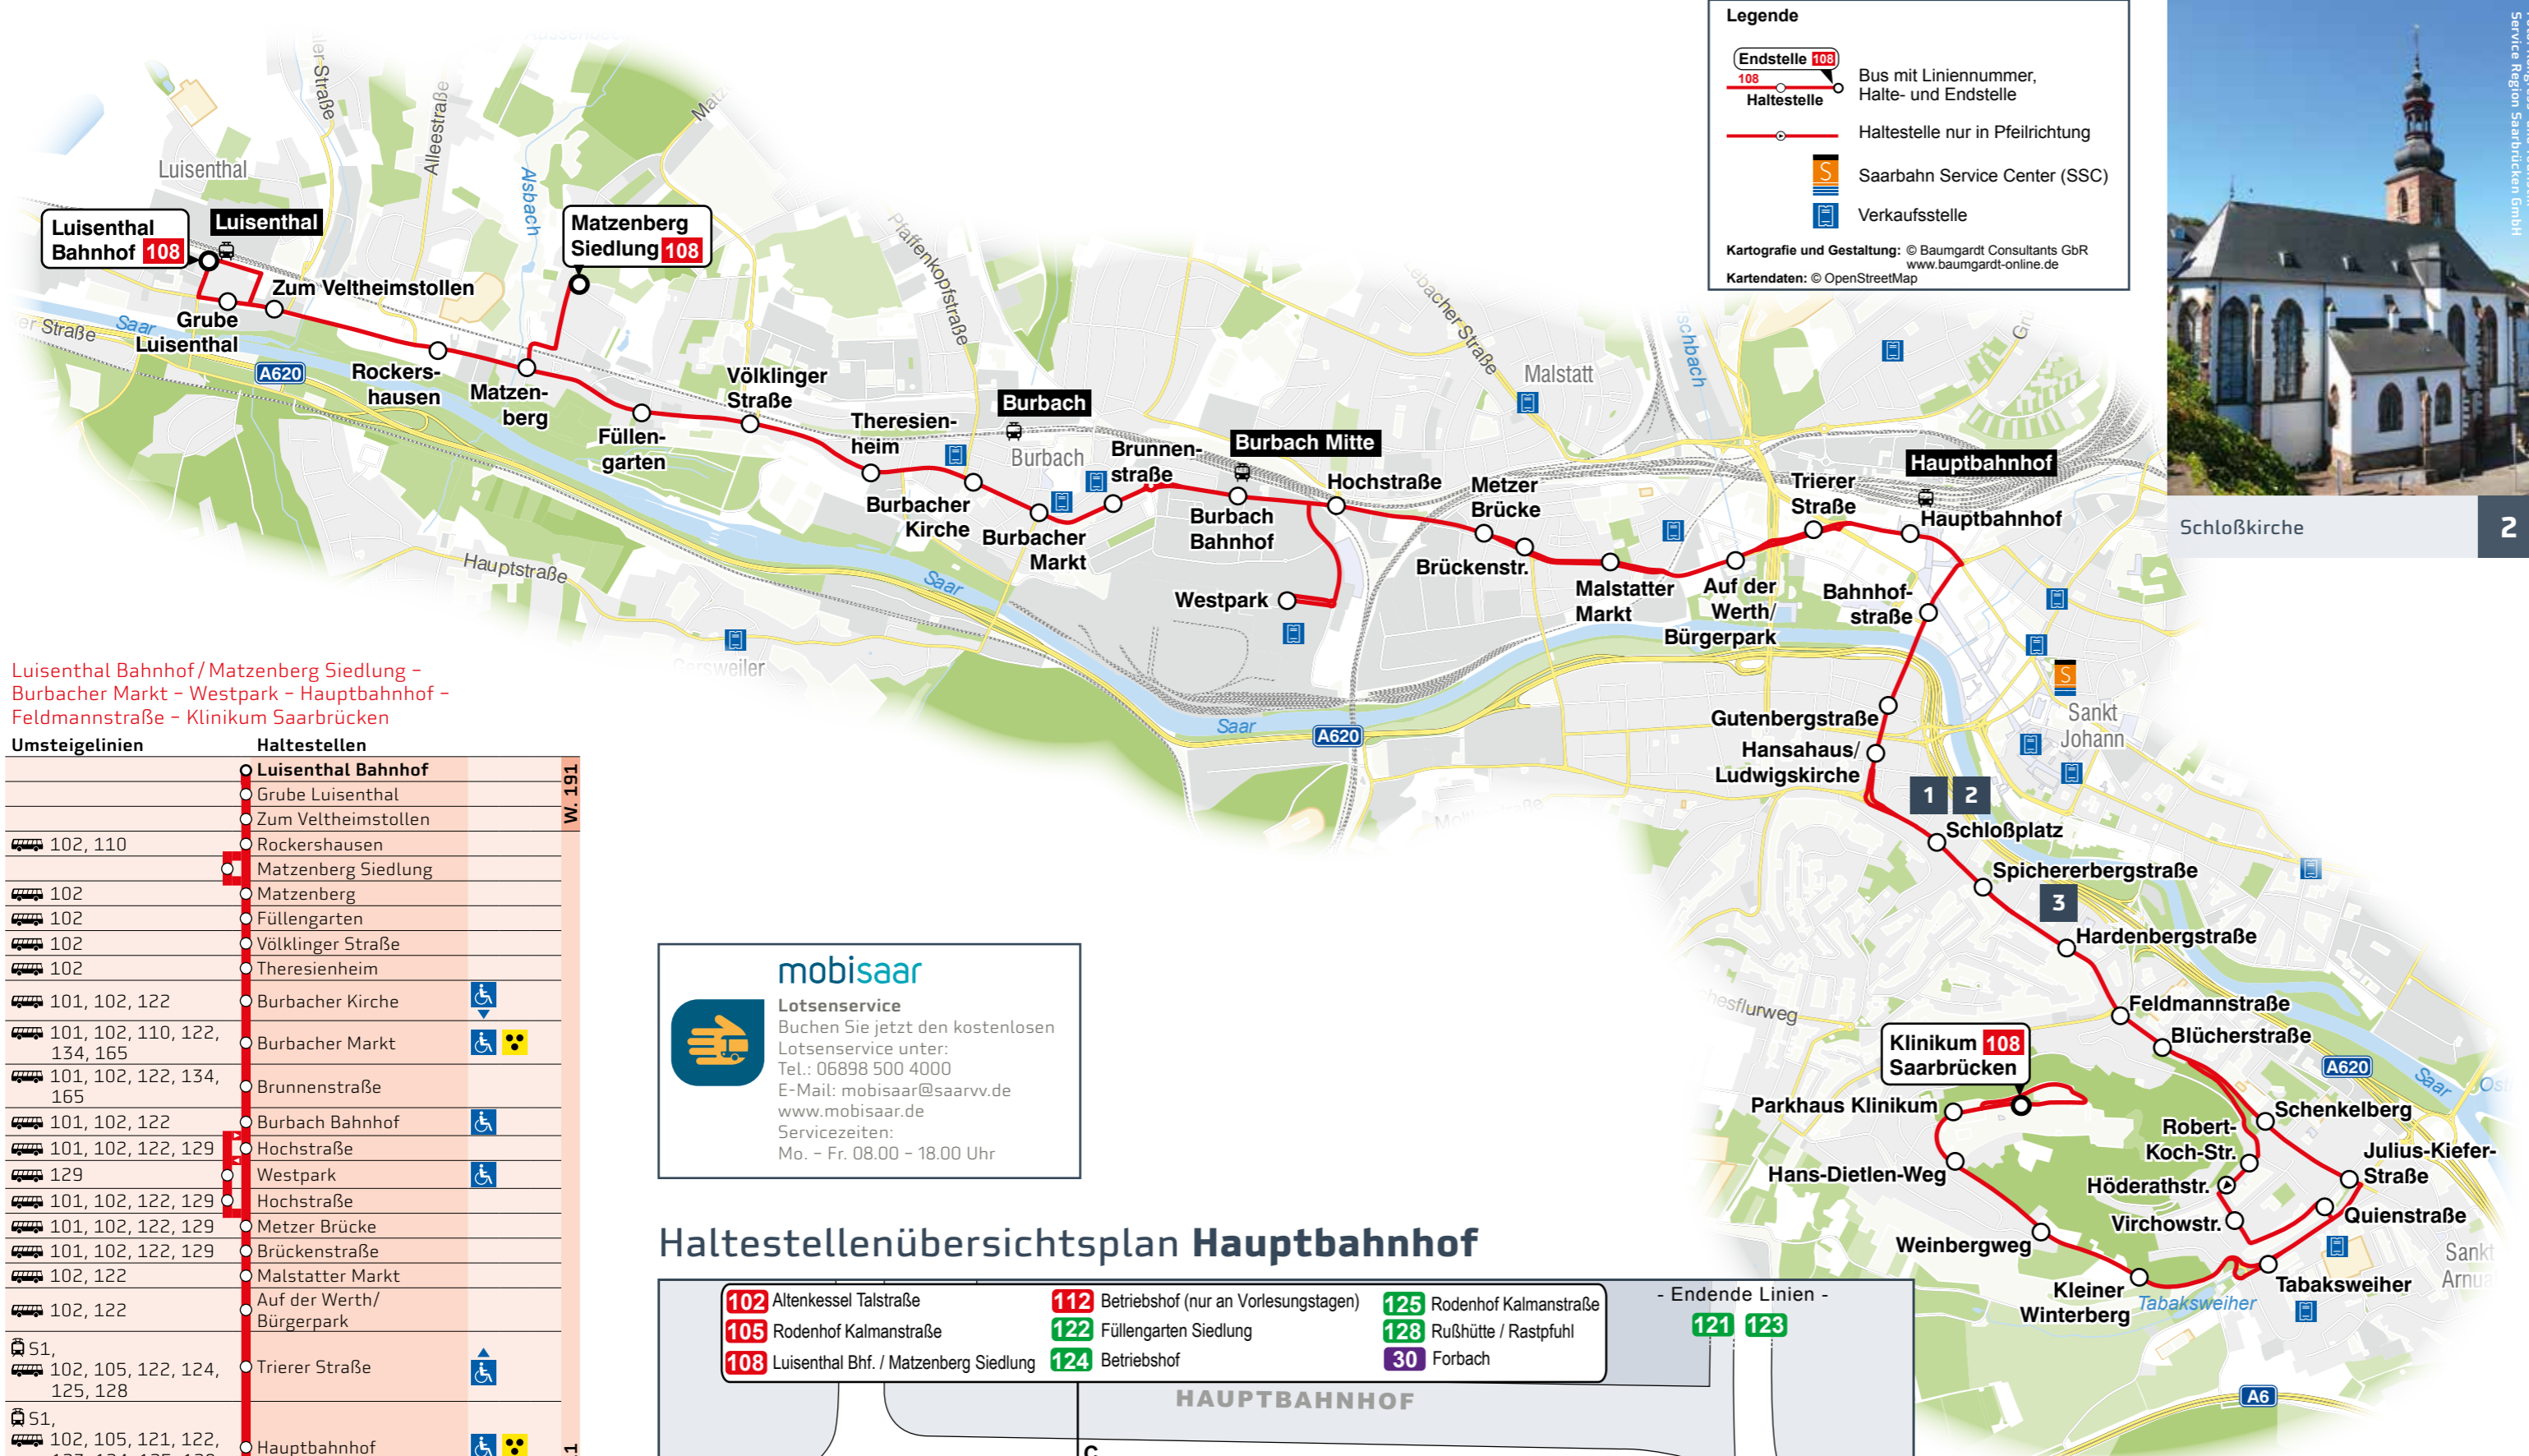 Legende
Endstelle 108
108
Haltestelle
Bus mit Liniennummer,
Halte- und Endstelle
Haltestelle nur in Pfeilrichtung
S
Saarbahn Service Center (SSC)
Verkaufsstelle
Kartografie und Gestaltung: © Baumgardt Consultants GbR
www.baumgardt-online.de
Kartendaten: © OpenStreetMap
Service Region Saarbrücken GmbH
Schloßkirche 2
Alleestraße
Alsbach
Luisenthal
Luisenthal
Bahnhof 108
Luisenthal
Matzenberg
Siedlung 108
Pfaffenkopfstraße
Zum Veltheimstollen
Grube
Luisenthal
Saar
A620
Rockers-
hausen
Matzen-
berg
Füllen-
garten
Völklinger
Straße
Theresien-
heim
Burbach
Burbach
Burbacher
Kirche
Burbacher
Markt
Brunnen-
straße
Burbach Mitte
Burbach
Bahnhof
Hochstraße
Westpark
Metzer
Brücke
Brückenstr.
Malstatt
Malstatter
Markt
Auf der
Werth/
Bürgerpark
Trierer
Straße
Hauptbahnhof
Hauptbahnhof
Bahnhof-
straße
Hauptstraße
Saar
Gersweiler
Saar
A620
Gutenbergstraße
Hansahaus/
Ludwigskirche
S
Sankt
Johann
1 2
Schloßplatz
Spichererbergstraße
3
Hardenbergstraße
Feldmannstraße
Blücherstraße
Klinikum 108
Saarbrücken
A620
Saar
Parkhaus Klinikum
Schenkelberg
Robert-
Koch-Str.
Julius-Kiefer-
Straße
Hans-Dietlen-Weg
Höderathstr.
Virchowstr.
Quienstraße
Weinbergweg
Kleiner
Winterberg
Tabaksweiher
Tabaksweiher
Sankt
A6
Luisenthal Bahnhof / Matzenberg Siedlung –
Burbacher Markt – Westpark – Hauptbahnhof –
Feldmannstraße – Klinikum Saarbrücken
Umsteigelinien Haltestellen
W. 191
Luisenthal Bahnhof
Grube Luisenthal
Zum Veltheimstollen
102, 110 Rockershausen
Matzenberg Siedlung
102 Matzenberg
102 Füllengarten
102 Völklinger Straße
102 Theresienheim
101, 102, 122 Burbacher Kirche
101, 102, 110, 122,
134, 165 Burbacher Markt
101, 102, 122, 134,
165 Brunnenstraße
101, 102, 122 Burbach Bahnhof
101, 102, 122, 129 Hochstraße
129 Westpark
101, 102, 122, 129 Hochstraße
101, 102, 122, 129 Metzer Brücke
101, 102, 122, 129 Brückenstraße
102, 122 Malstatter Markt
102, 122 Auf der Werth/
Bürgerpark
S1,
102, 105, 122, 124,
125, 128 Trierer Straße
S1,
102, 105, 121, 122,
Hauptbahnhof
mobisaar
Lotsenservice
Buchen Sie jetzt den kostenlosen
Lotsenservice unter:
Tel.: 06898 500 4000
E-Mail: mobisaar@saarvv.de
www.mobisaar.de
Servicezeiten:
Mo. – Fr. 08.00 – 18.00 Uhr
Haltestellenübersichtsplan Hauptbahnhof
102 Altenkessel Talstraße
105 Rodenhof Kalmanstraße
108 Luisenthal Bhf. / Matzenberg Siedlung
112 Betriebshof (nur an Vorlesungstagen)
122 Füllengarten Siedlung
124 Betriebshof
125 Rodenhof Kalmanstraße
128 Rußhütte / Rastpfuhl
30 Forbach
- Endende Linien -
121 123
HAUPTBAHNHOF
C